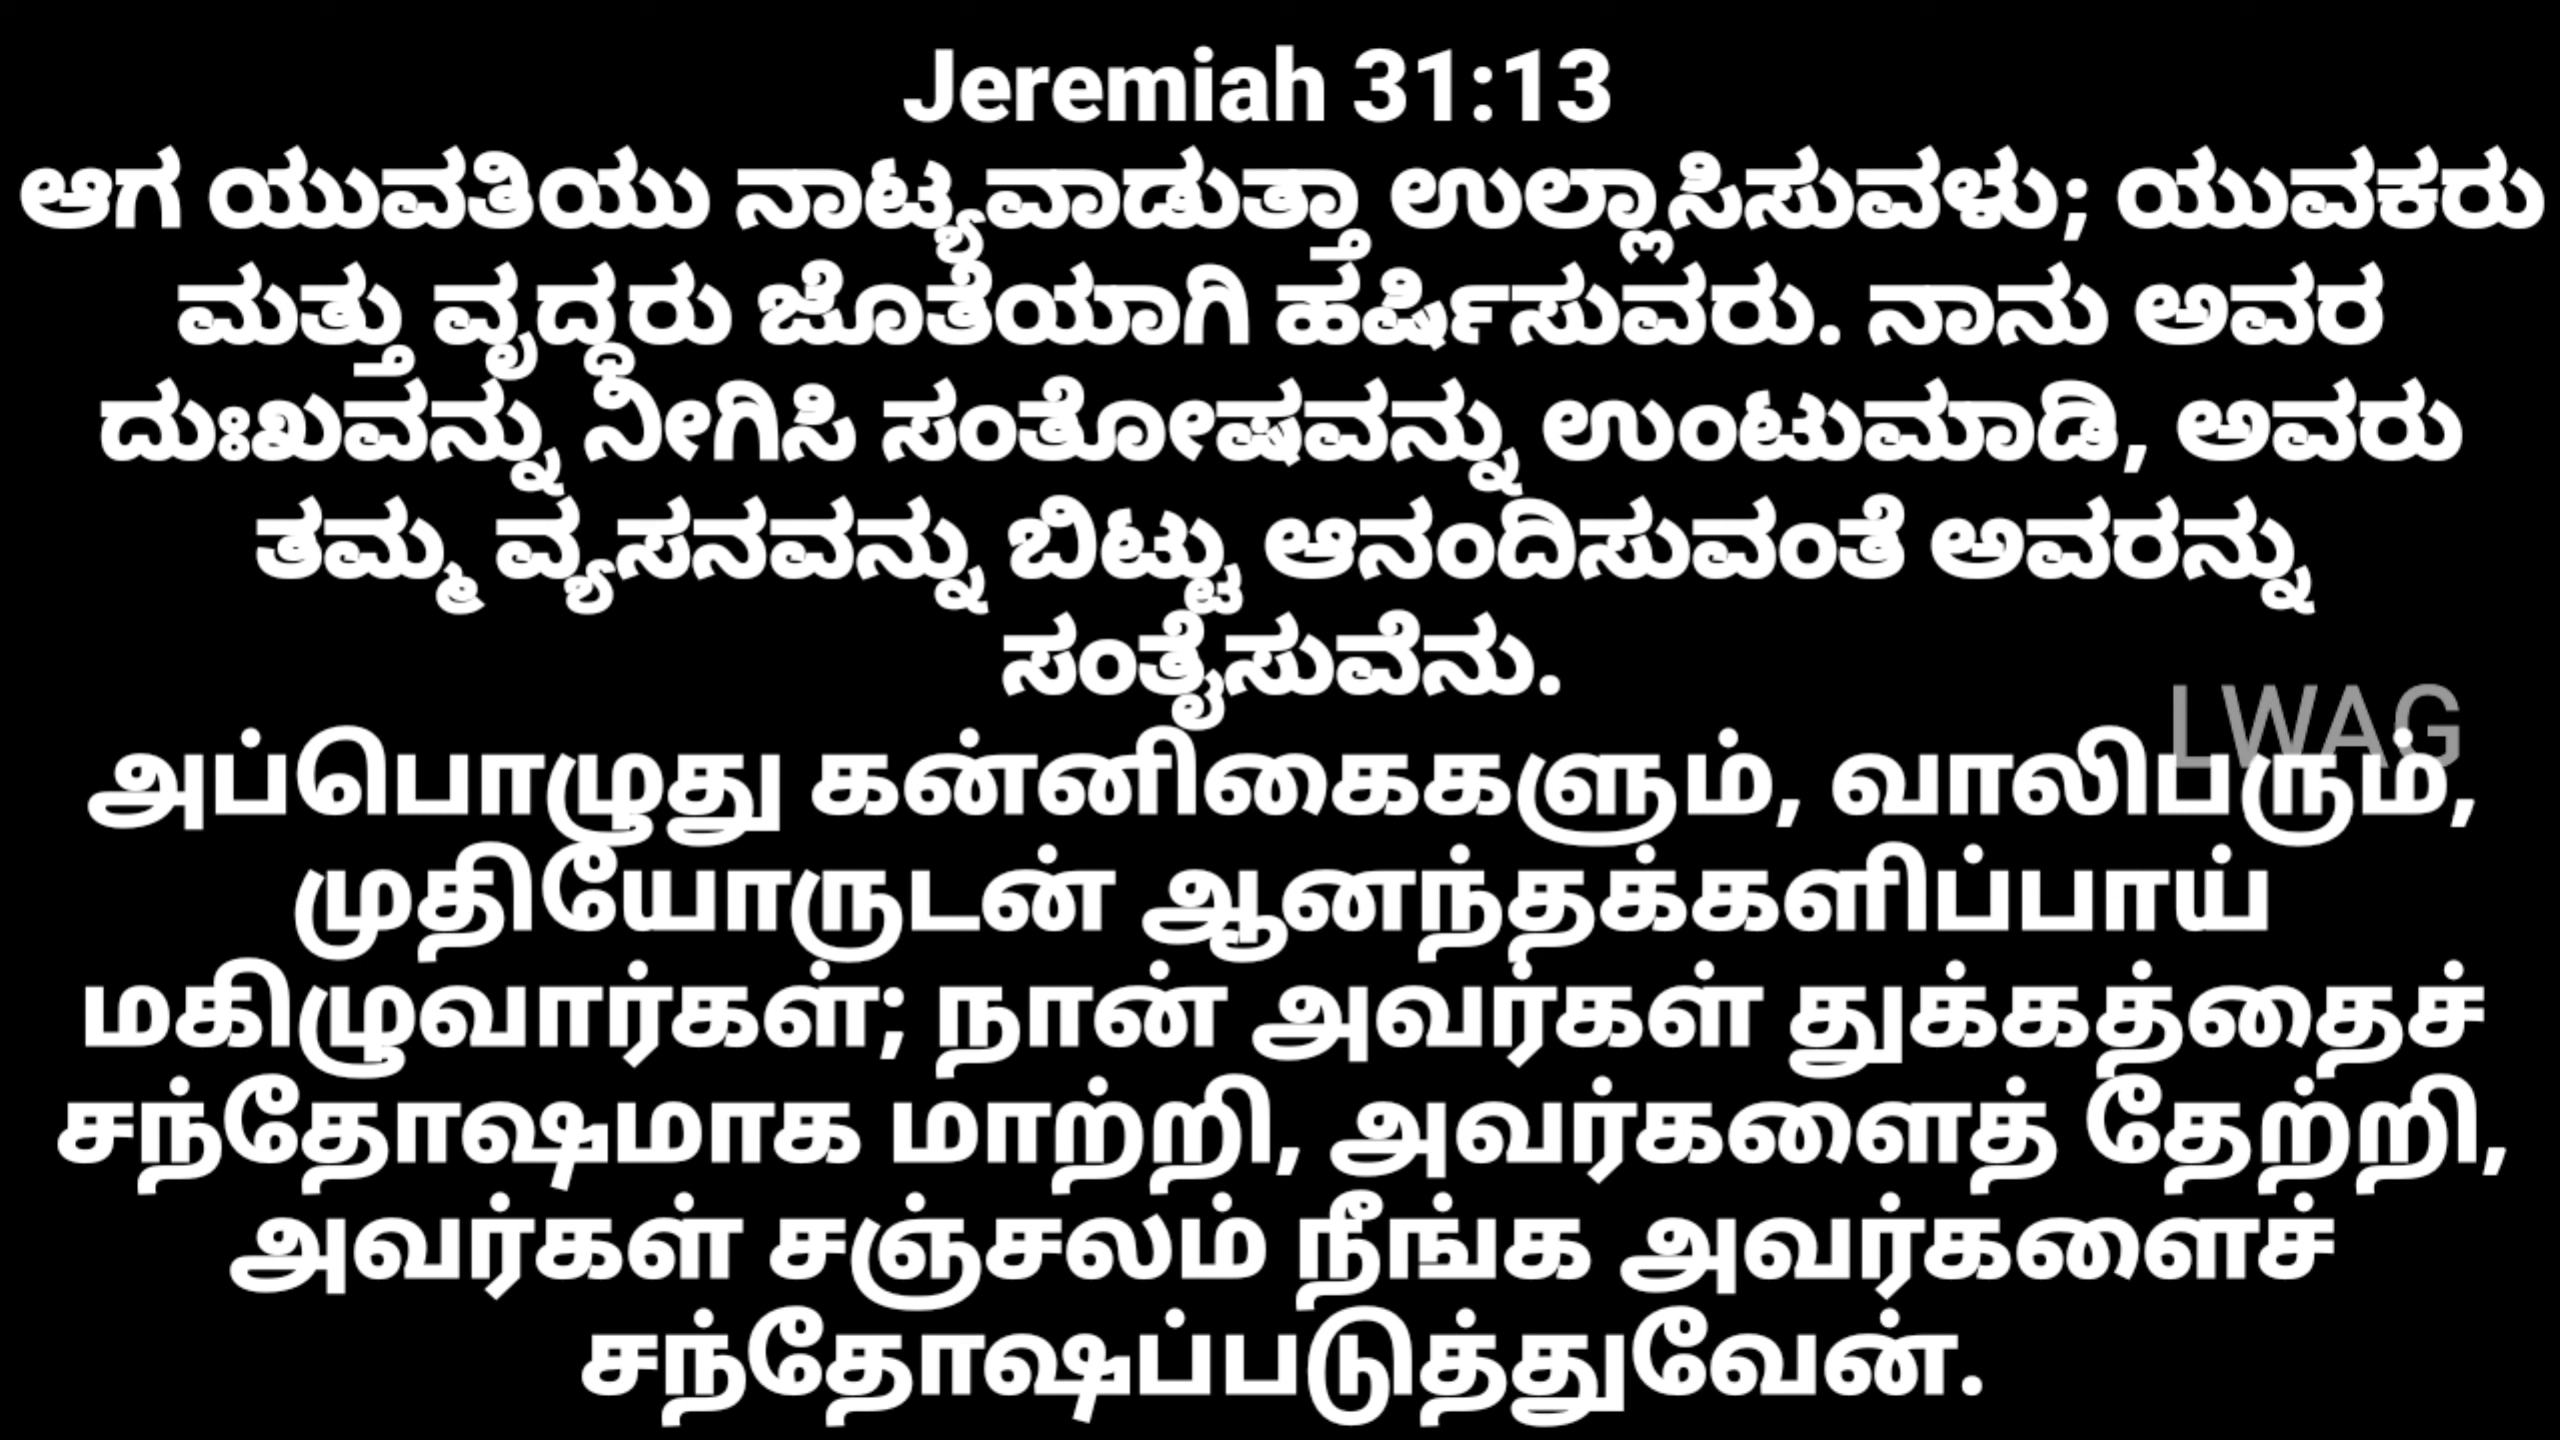 Jeremiah 31:13
ಆಗ ಯುವತಿಯು ನಾಟ್ಯವಾಡುತ್ತಾ ಉಲ್ಲಾಸಿಸುವಳು; ಯುವಕರು
ಮತ್ತು ವೃದ್ಧರು ಜೊತೆಯಾಗಿ ಹರ್ಷಿಸುವರು. ನಾನು ಅವರ
ದುಃಖವನ್ನು ನೀಗಿಸಿ ಸಂತೋಷವನ್ನು ಉಂಟುಮಾಡಿ, ಅವರು
ತಮ್ಮ ವ್ಯಸನವನ್ನು ಬಿಟ್ಟು ಆನಂದಿಸುವಂತೆ ಅವರನ್ನು
ಸಂತೈಸುವೆನು.
LWAG
அப்பொழுது கன்னிகைகளும், வாலிபரும்,
முதியோருடன் ஆனந்தக்களிப்பாய்
மகிழுவார்கள்; நான் அவர்கள் துக்கத்தைச்
சந்தோஷமாக மாற்றி, அவர்களைத் தேற்றி,
அவர்கள் சஞ்சலம் நீங்க அவர்களைச்
சந்தோஷப்படுத்துவேன்.